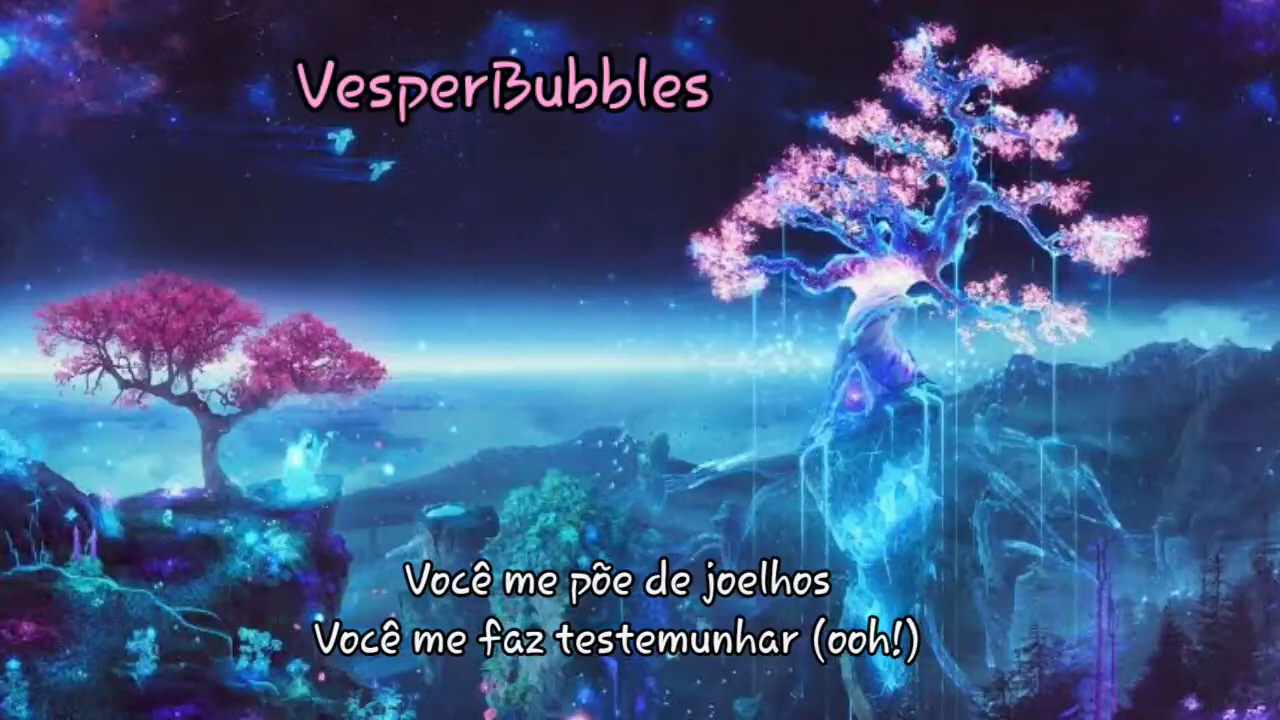 VesperBubbles
Você me põe de joelhos
Você me faz testemunhar (ooh!)